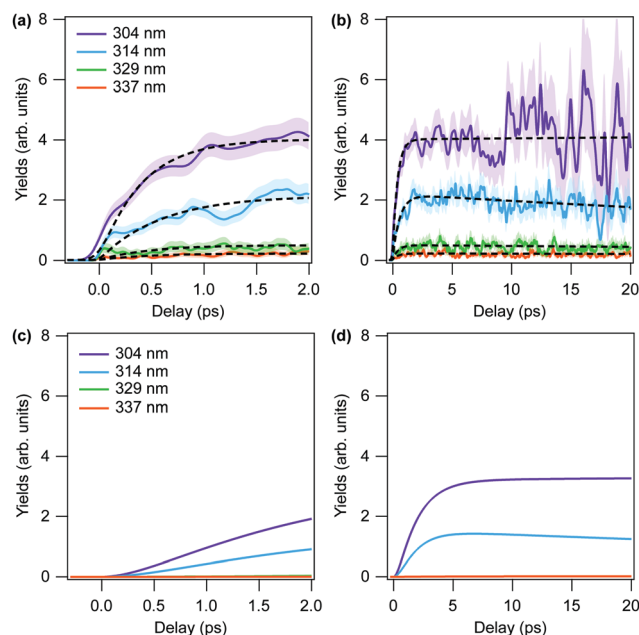 (a)
8
6
4
2
0
Yields (arb. units)
304 nm
314 nm
329 nm
337 nm
0.0 0.5 1.0 1.5 2.0
Delay (ps)
(b)
8
6
4
2
0
0 5 10 15 20
Delay (ps)
(c)
8
6
4
2
0
Yields (arb. units)
304 nm
314 nm
329 nm
337 nm
0.0 0.5 1.0 1.5 2.0
Delay (ps)
(d)
8
6
4
2
0
0 5 10 15 20
Delay (ps)